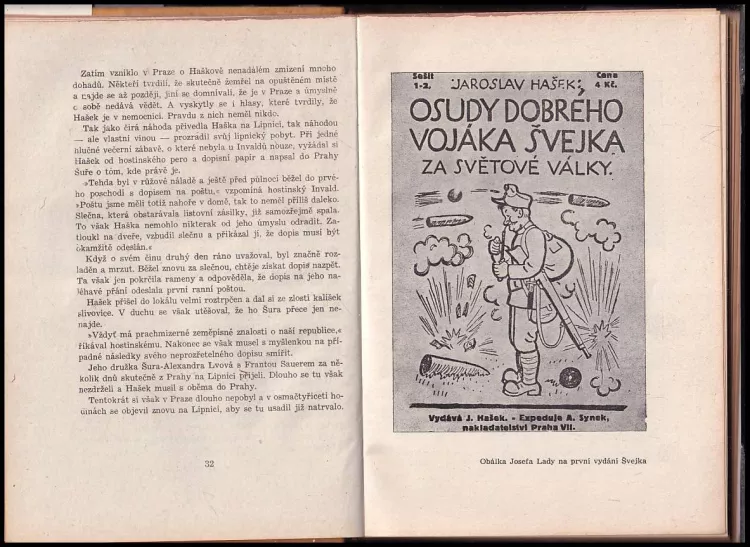 Zatím vzniklo v Praze o Haškově nenadálém zmizení mnoho
dohadů. Někteří tvrdili, že skutečně zemřel na opuštěném místě
a najde se až později, jiní se domnívali, že je v Praze a úmyslně
o sobě nedává vědět. A vyskytly se i hlasy, které tvrdily, že
Hašek je v nemocnici. Pravdu z nich neměl nikdo.
Tak jako čirá náhoda přivedla Haška na Lipnici, tak náhodou
— ale vlastní vinou — prozrádil svůj lipnický pobyt. Při jedné
hlučné večerní zábavě, o které nebyla u Invaldů nouze, vyžádal si
Hašek od hostinského pero a dopisní papír a napsal do Prahy
Šuře o tom, kde právě je.
»Tehda byl v růžové náladě a ještě před půlnocí běžel do prvé-
ho poschodí s dopisem na poštu,« vzpomíná hostinský Invald.
»Poštu jsme měli totiž nahoře v domě, tak to neměl příliš daleko.
Slečna, která obstarávala listovní zásilky, již samozřejmě spala.
To však Haška nemohlo nikterak od jeho úmyslu odradit. Za-
tloukl na dveře, vzbudil slečnu a přikázal jí, že dopis musí být
okamžitě odeslán.«
Když o svém činu druhý den ráno uvažoval, byl značně roz-
laděn a mrzut. Běžel znovu za slečnou, chtěje získat dopis nazpět.
Ta však jen pokrčila rameny a odpověděla, že dopis na jeho na-
léhavé přání odeslala první ranní poštou.
Hašek přišel do lokálu velmi roztrpčen a dal si ze zlosti kalíšek
slivovice. V duchu se však utěšoval, že ho Šura přece jen ne-
najde.
»Vždyť má prachmizerné zeměpisné znalosti o naší republice,«
říkával hostinskému. Nakonec se však musel s myšlenkou na pří-
padné následky svého neprozřetelného dopisu smířit.
Jeho družka Šura-Alexandra Lvová s Frantou Sauerem za ně-
kolik dnů skutečně z Prahy na Lipnici přijeli. Dlouho se tu však
nezdrželi a Hašek musil s oběma do Prahy.
Tentokrát si však v Praze dlouho nepobyl a v osmačtyřiceti ho-
dinách se objevil znovu na Lipnici, aby se tu usadil již natrvalo.
32
Sešit
1-2.
JAROSLAV HAŠEK:
Cena
4 Kč.
OSUDY DOBRÉHO
VOJÁKA ŠVEJKA
ZA SVĚTOVÉ VÁLKY.
Vydává J. Hašek. - Expeduje A. Synek,
nakladatelství Praha VII.
Obálka Josefa Lady na první vydání Švejka